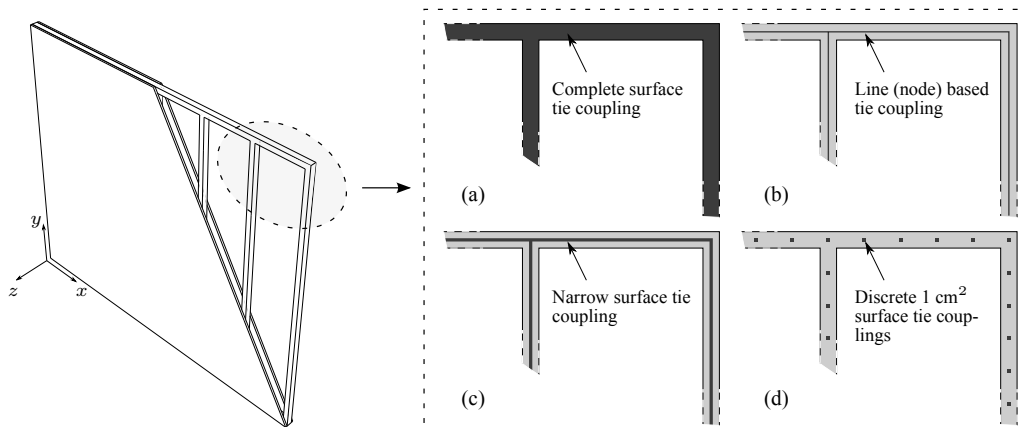 y
z
x
Complete surface
tie coupling
(a)
Line (node) based
tie coupling
(b)
Narrow surface tie
coupling
(c)
Discrete 1 cm²
surface tie coup-
lings
(d)